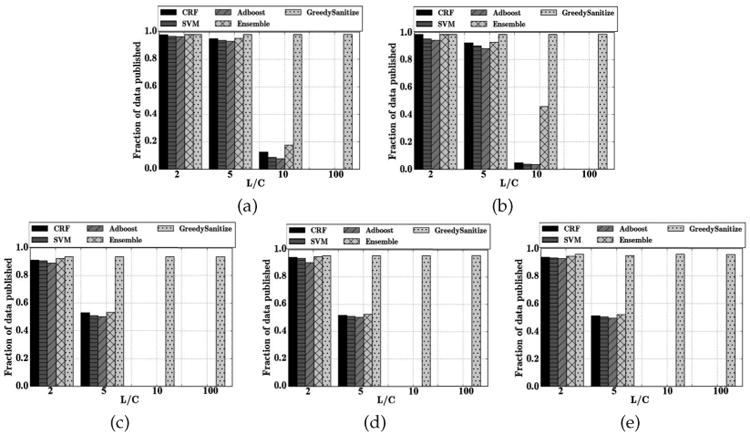 CRF Adboost GreedySanitize
SVM Ensemble
Fraction of data published
1.0
0.8
0.6
0.4
0.2
0.0
2 5 10 100
L/C
(a)
CRF Adboost GreedySanitize
SVM Ensemble
Fraction of data published
1.0
0.8
0.6
0.4
0.2
0.0
2 5 10 100
L/C
(b)
CRF Adboost GreedySanitize
SVM Ensemble
Fraction of data published
1.0
0.8
0.6
0.4
0.2
0.0
2 5 10 100
L/C
(c)
CRF Adboost GreedySanitize
SVM Ensemble
Fraction of data published
1.0
0.8
0.6
0.4
0.2
0.0
2 5 10 100
L/C
(d)
CRF Adboost GreedySanitize
SVM Ensemble
Fraction of data published
1.0
0.8
0.6
0.4
0.2
0.0
2 5 10 100
L/C
(e)